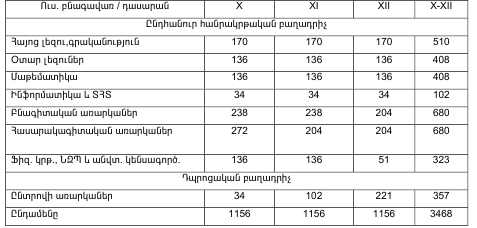 Ուս. բնագավառ / դասարան X XI XII X-XII
Ընդհանուր հանրակրթական բաղադրիչ
Հայոց լեզու,գրականություն 170 170 170 510
Օտար լեզուներ 136 136 136 408
Մաթեմատիկա 136 136 136 408
Ինֆորմատիկա և ՏՀՏ 34 34 34 102
Բնագիտական առարկաներ 238 238 204 680
Հասարակագիտական առարկաներ 272 204 204 680
Ֆիզ. կրթ., ՆԶՊ և անվտ. կենսագործ. 136 136 51 323
Դպրոցական բաղադրիչ
Ընտրովի առարկաներ 34 102 221 357
Ընդամենը 1156 1156 1156 3468